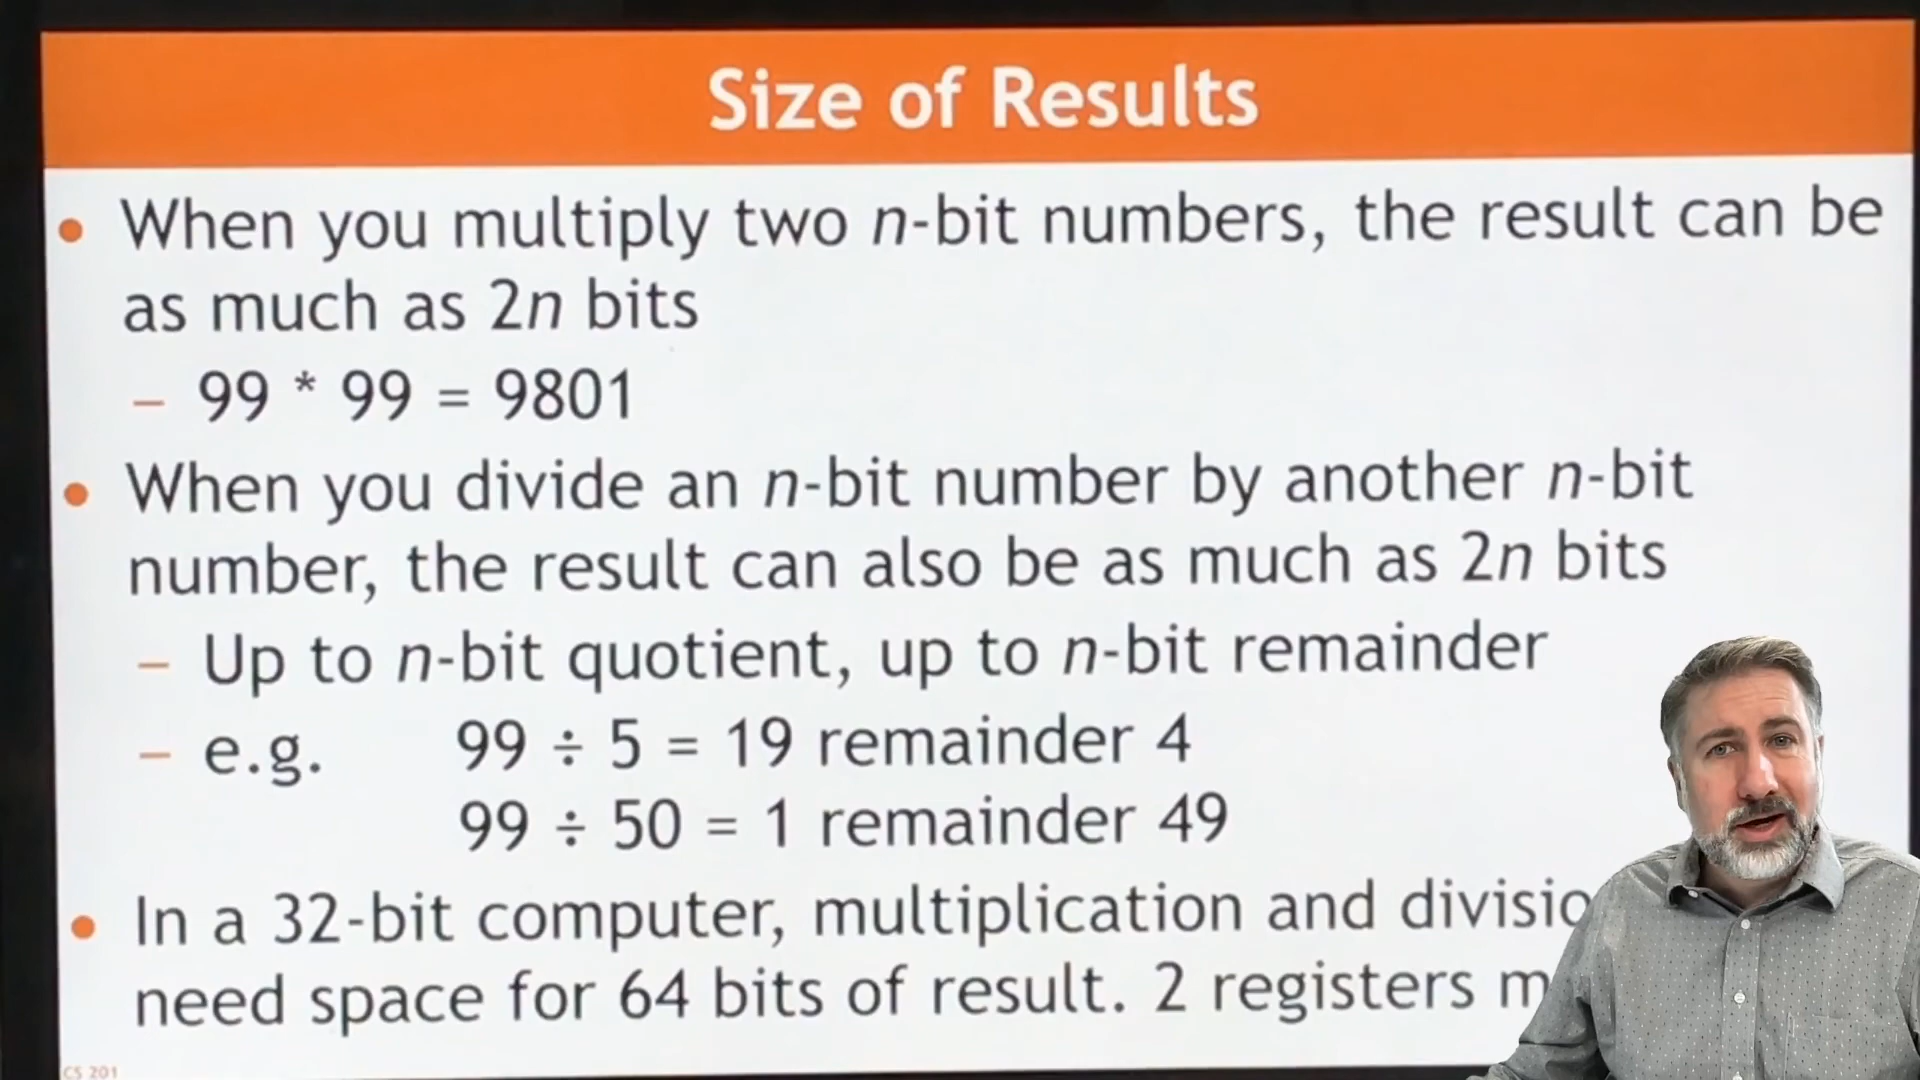 Size of Results
• When you multiply two n-bit numbers, the result can be
as much as 2n bits
– 99 * 99 = 9801
• When you divide an n-bit number by another n-bit
number, the result can also be as much as 2n bits
– Up to n-bit quotient, up to n-bit remainder
– e.g. 99 ÷ 5 = 19 remainder 4
99 ÷ 50 = 1 remainder 49
• In a 32-bit computer, multiplication and
need space for 64 bits of result. 2 registers
CS 201